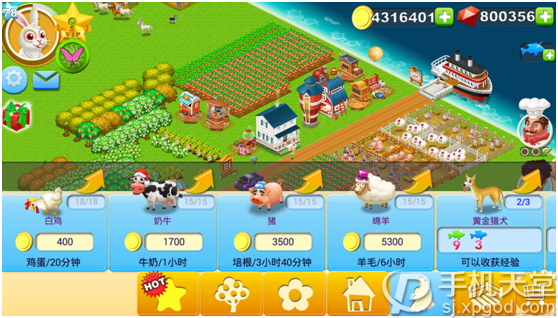 78
VIP
4316401
800356
18/18
15/15
15/15
15/15
2/3
白鸡
奶牛
猪
绵羊
黄金猎犬
400
1700
3500
5300
9 3
鸡蛋/20分钟
牛奶/1小时
培根/3小时40分钟
羊毛/6小时
可以收获经验
HOT
手机天堂
sj.xpgod.com